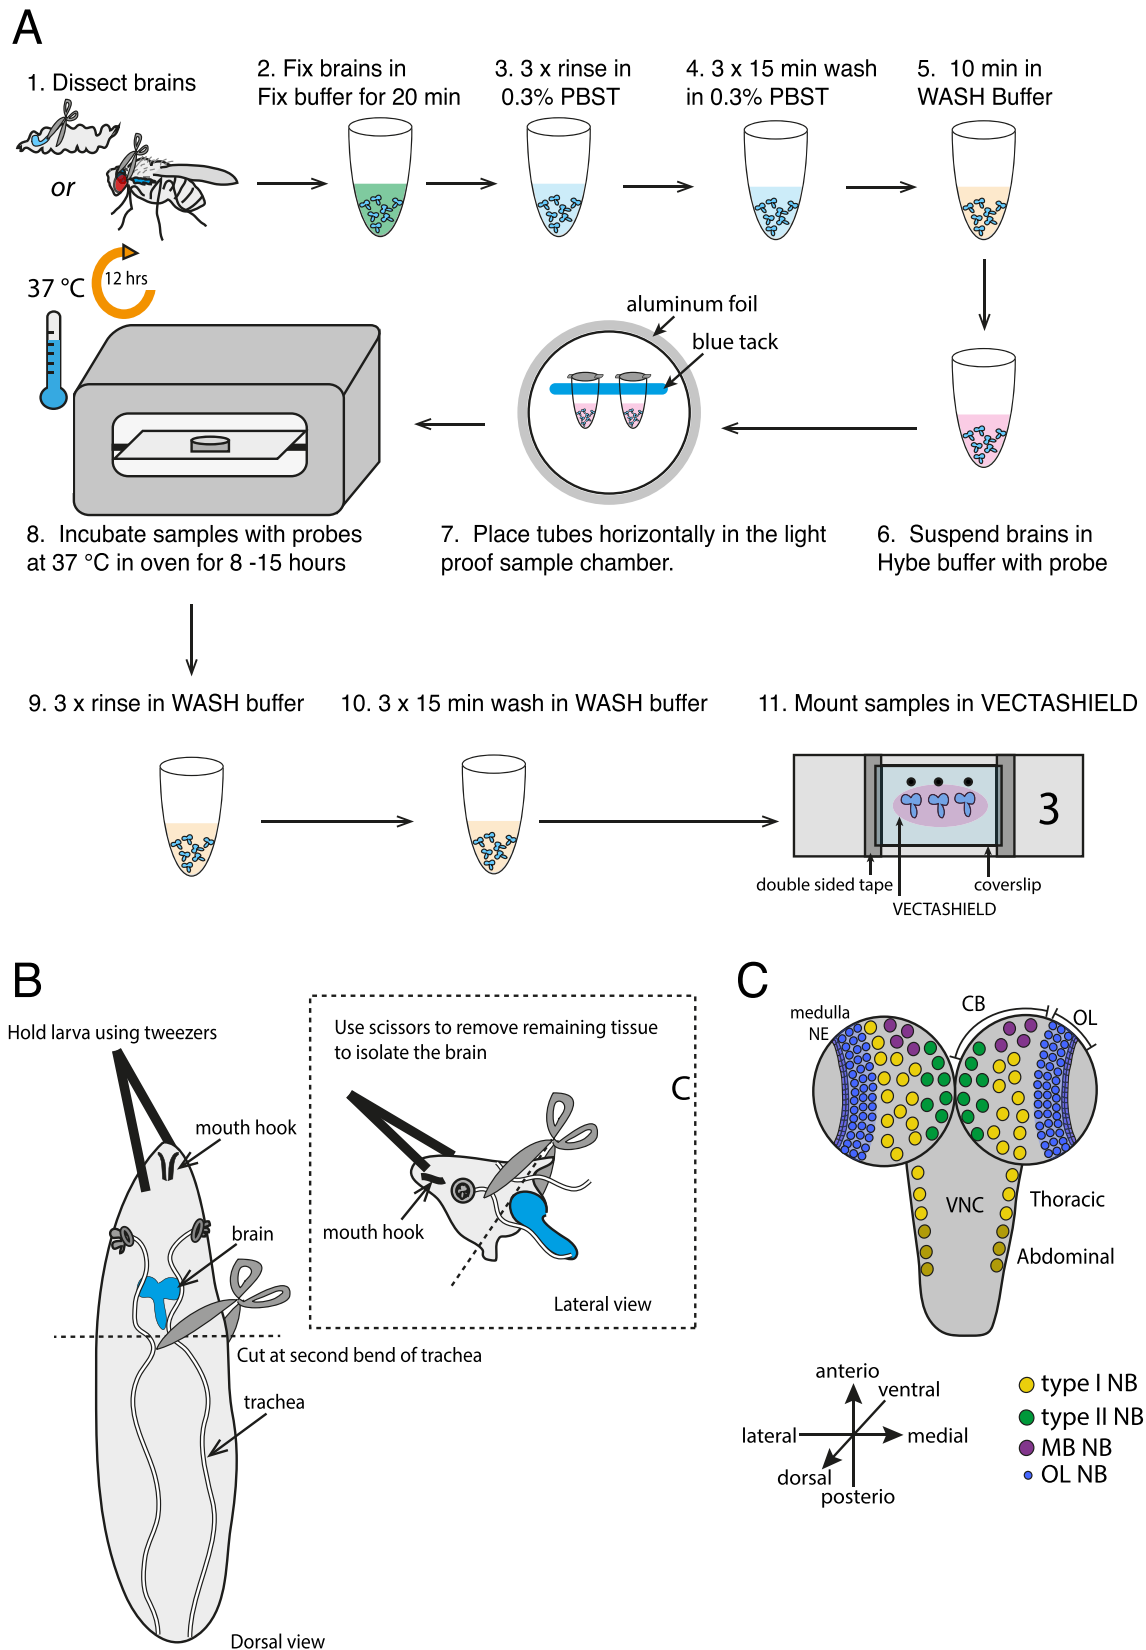 A
1. Dissect brains
or
2. Fix brains in
Fix buffer for 20 min
3. 3 x rinse in
0.3% PBST
4. 3 x 15 min wash
in 0.3% PBST
5. 10 min in
WASH Buffer
37 °C
12 hrs
aluminum foil
blue tack
8. Incubate samples with probes
at 37 °C in oven for 8 -15 hours
7. Place tubes horizontally in the light
proof sample chamber.
6. Suspend brains in
Hybe buffer with probe
9. 3 x rinse in WASH buffer
10. 3 x 15 min wash in WASH buffer
11. Mount samples in VECTASHIELD
3
double sided tape
coverslip
VECTASHIELD
B
Hold larva using tweezers
mouth hook
brain
Cut at second bend of trachea
trachea
Dorsal view
Use scissors to remove remaining tissue
to isolate the brain
C
mouth hook
Lateral view
C
medulla
NE
CB
OL
VNC
Thoracic
Abdominal
anterio
ventral
lateral
medial
dorsal
posterio
type I NB
type II NB
MB NB
OL NB